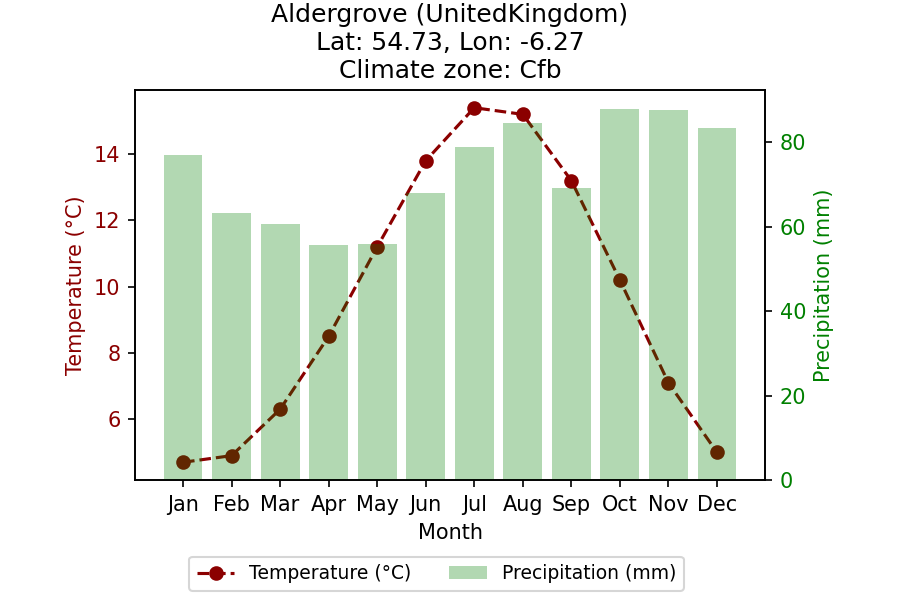 Aldergrove (UnitedKingdom)
Lat: 54.73, Lon: -6.27
Climate zone: Cfb
Temperature (°C)
14
12
10
8
6
80
60
40
20
0
Precipitation (mm)
Jan Feb Mar Apr May Jun Jul Aug Sep Oct Nov Dec
Month
Temperature (°C) Precipitation (mm)